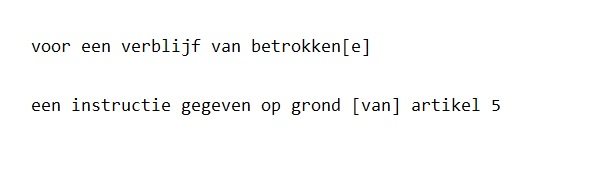 voor een verblijf van betrokken[e]
een instructie gegeven op grond [van] artikel 5